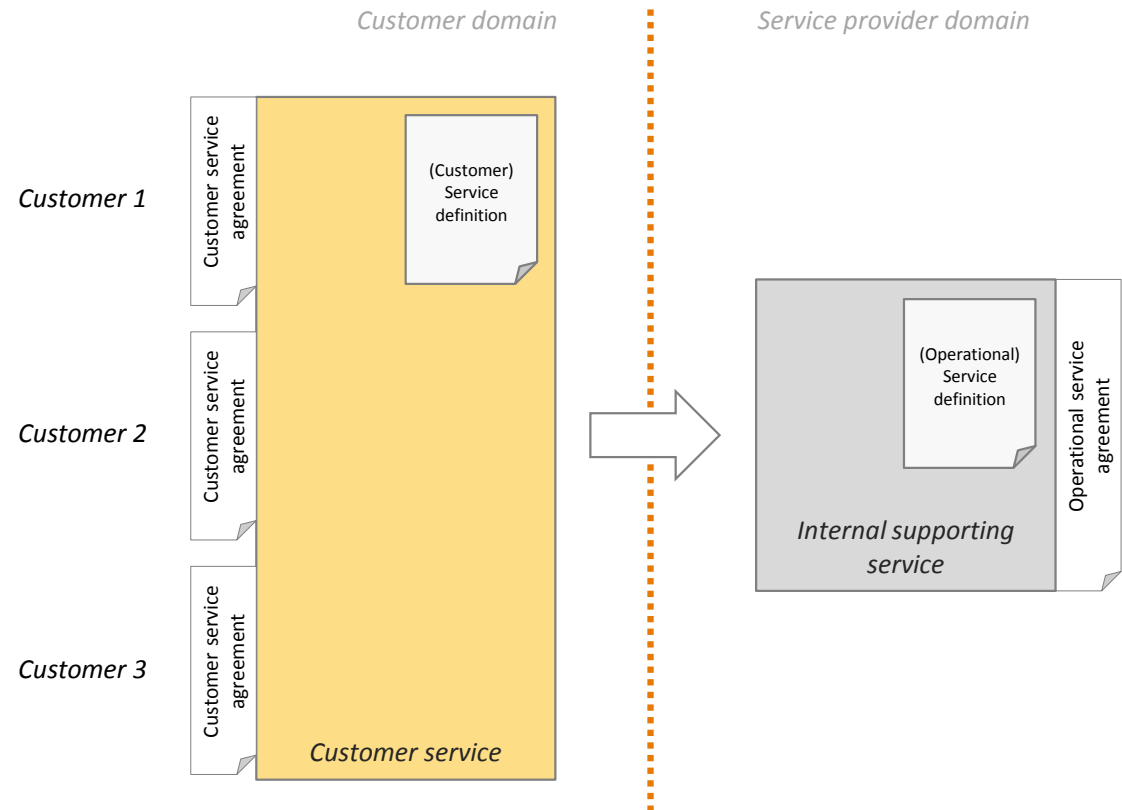 Customer domain
Service provider domain
Customer 1
Customer service
agreement
(Customer)
Service
definition
Customer 2
Customer service
agreement
(Operational)
Service
definition
Operational service
agreement
Internal supporting
service
Customer 3
Customer service
agreement
Customer service